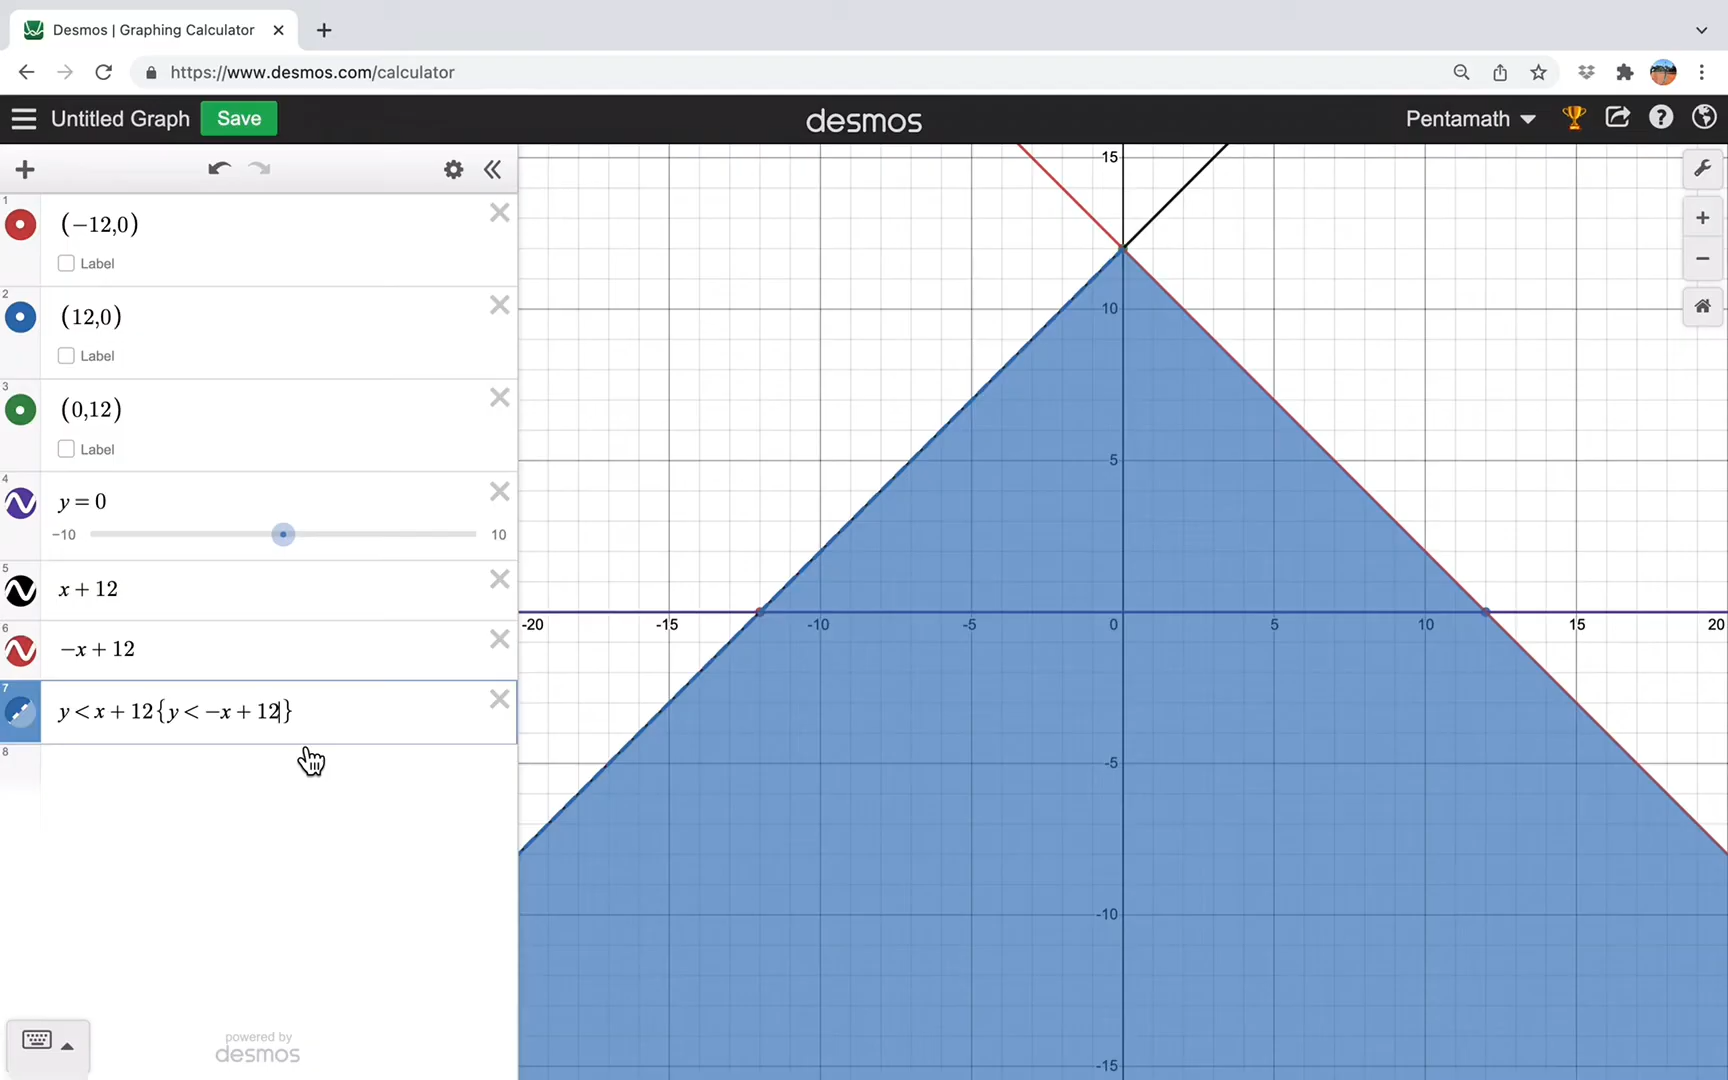 Desmos | Graphing Calculator
https://www.desmos.com/calculator
Untitled Graph Save desmos Pentamath
1
(−12,0)
Label
2
(12,0)
Label
3
(0,12)
Label
4
y = 0
−10 10
5
x + 12
6
−x + 12
7
y < x + 12{y < −x + 12}
8
powered by
desmos
15
10
5
-20 -15 -10 -5 0 5 10 15 20
-5
-10
-15